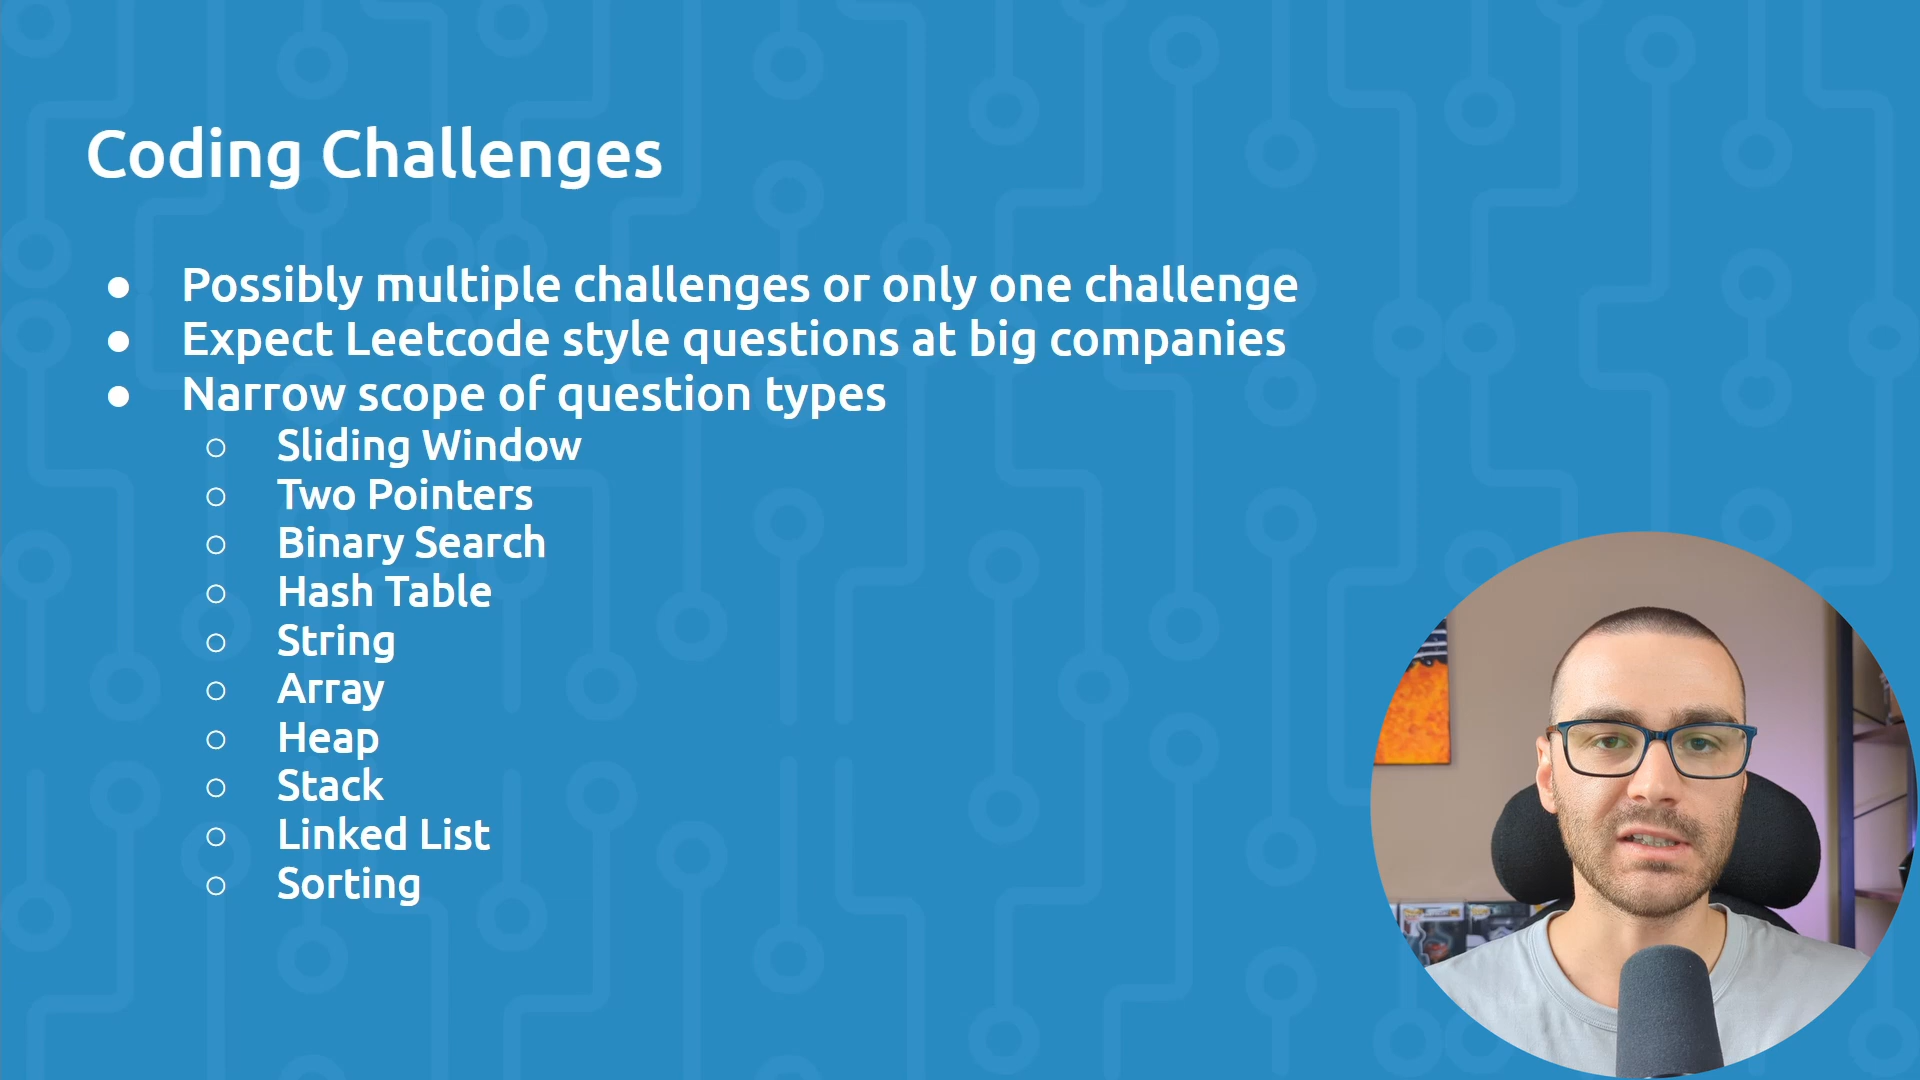 Coding Challenges
● Possibly multiple challenges or only one challenge
● Expect Leetcode style questions at big companies
● Narrow scope of question types
○ Sliding Window
○ Two Pointers
○ Binary Search
○ Hash Table
○ String
○ Array
○ Heap
○ Stack
○ Linked List
○ Sorting